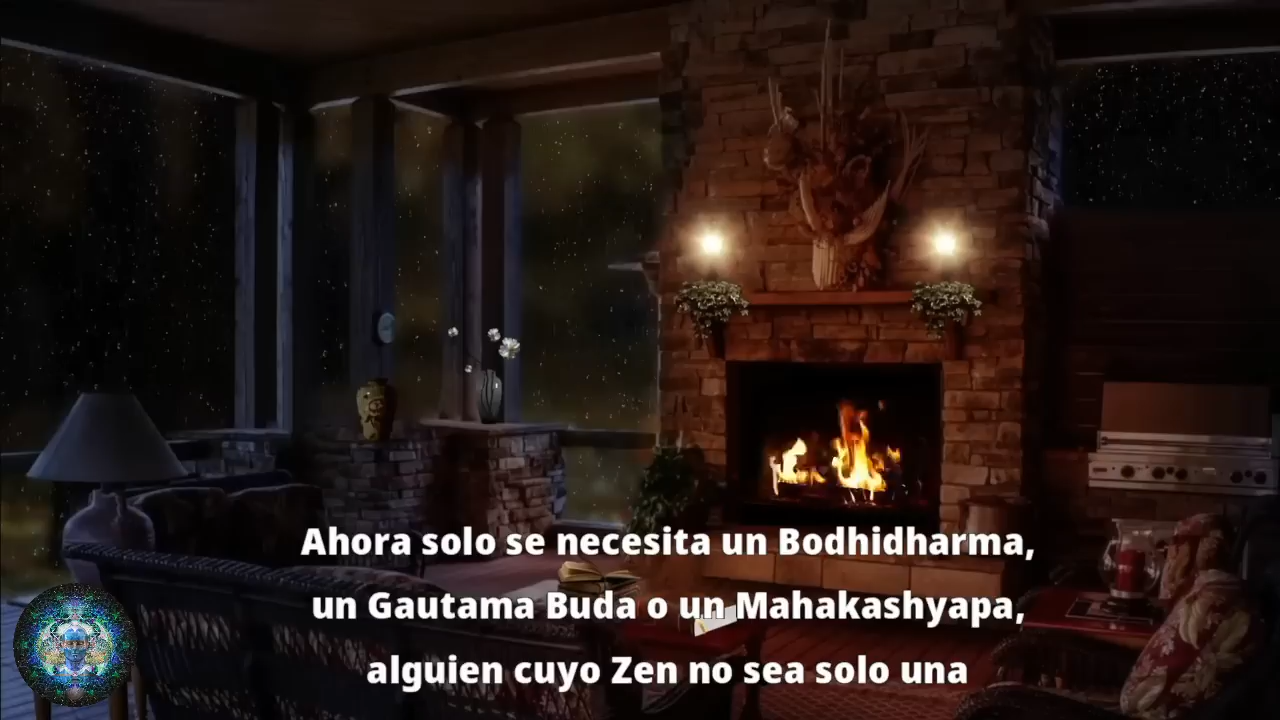 Ahora solo se necesita un Bodhidharma,
un Gautama Buda o un Mahakashyapa,
alguien cuyo Zen no sea solo una